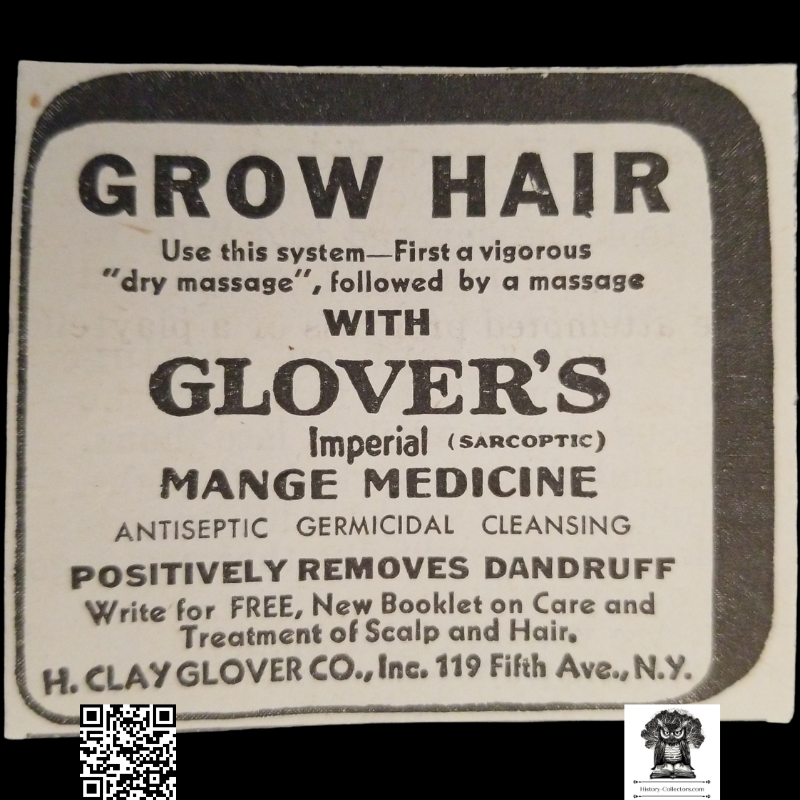 GROW HAIR
Use this system—First a vigorous
"dry massage", followed by a massage
WITH
GLOVER'S
Imperial (SARCOPTIC)
MANGE MEDICINE
ANTISEPTIC GERMICIDAL CLEANSING
POSITIVELY REMOVES DANDRUFF
Write for FREE, New Booklet on Care and
Treatment of Scalp and Hair.
H. CLAY GLOVER CO., Inc. 119 Fifth Ave., N.Y.
History-Collectors.com